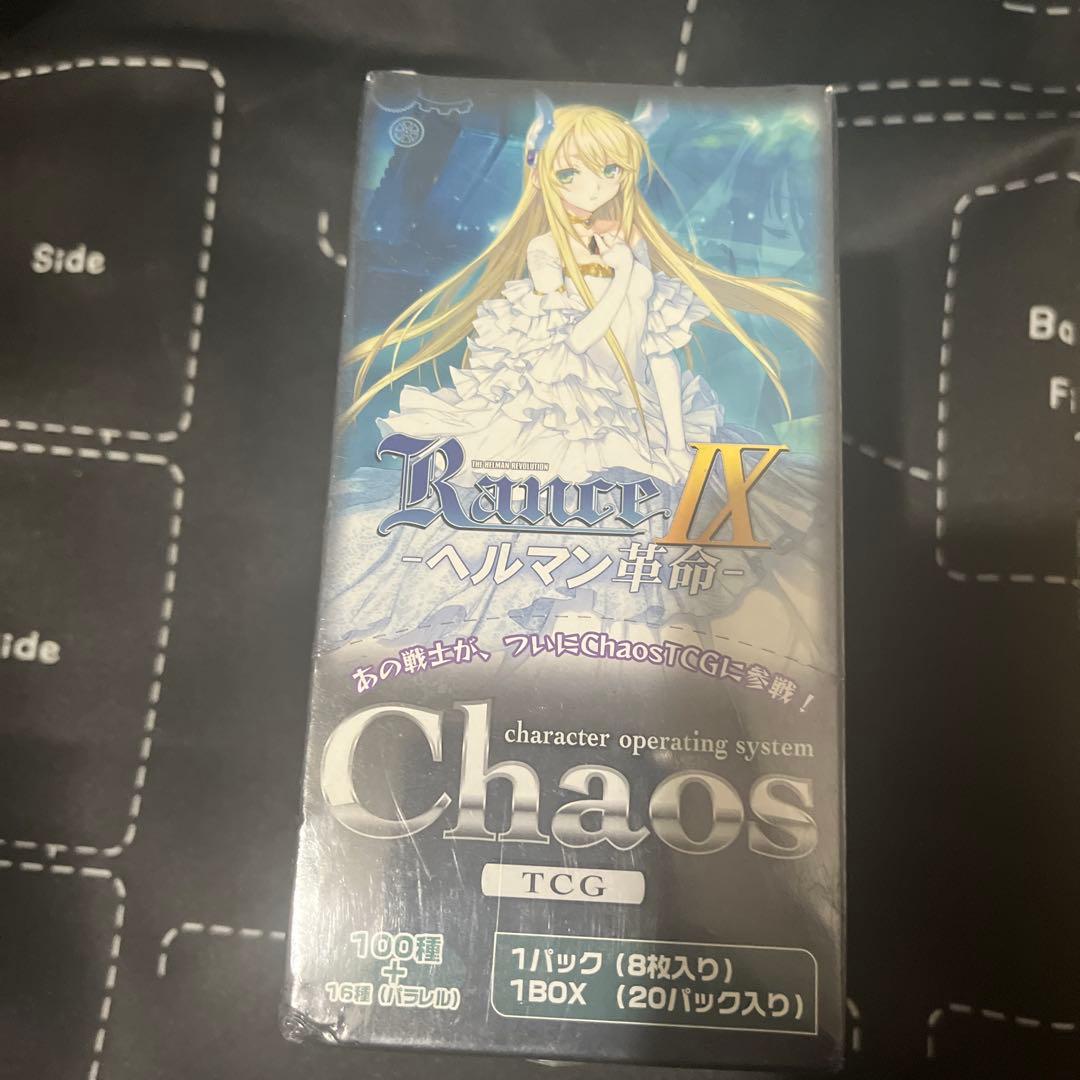 Side
Ba
Fi
THE HELMAN REVOLUTION
Rance IX
-ヘルマン革命-
ide
あの戦士が、ついにChaosTCGに参戦！
character operating system
Chaos
TCG
100種
+
16種（パラレル）
1パック（8枚入り）
1BOX （20パック入り）